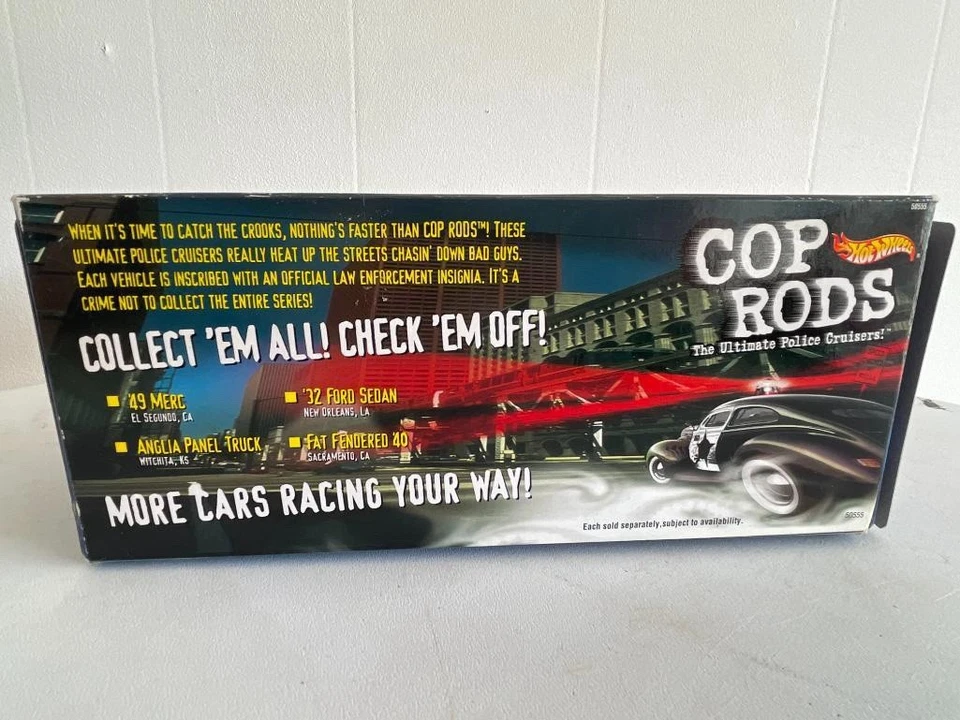 50555
WHEN IT'S TIME TO CATCH THE CROOKS, NOTHING'S FASTER THAN COP RODS™! THESE
ULTIMATE POLICE CRUISERS REALLY HEAT UP THE STREETS CHASIN' DOWN BAD GUYS.
EACH VEHICLE IS INSCRIBED WITH AN OFFICIAL LAW ENFORCEMENT INSIGNIA. IT'S A
CRIME NOT TO COLLECT THE ENTIRE SERIES!
COP
RODS
HOT WHEELS
The Ultimate Police Cruisers!™
COLLECT 'EM ALL! CHECK 'EM OFF!
'49 MERC
EL SEGUNDO, CA
'32 FORD SEDAN
NEW ORLEANS, LA
ANGLIA PANEL TRUCK
WITCHITA, KS
FAT FENDERED 40
SACRAMENTO, CA
MORE CARS RACING YOUR WAY!
Each sold separately,subject to availability.
50555